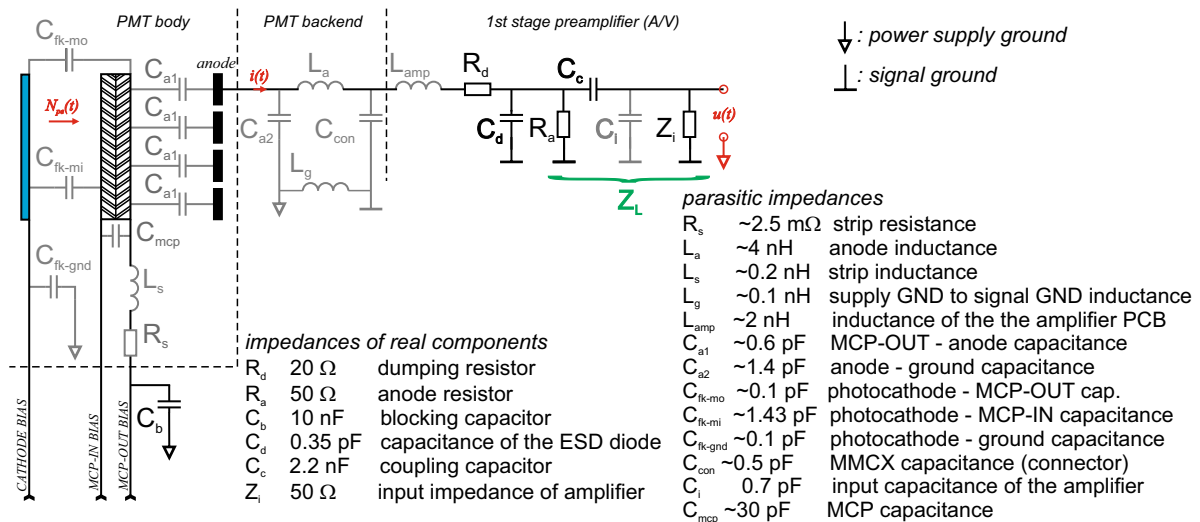 PMT body
PMT backend
1st stage preamplifier (A/V)
: power supply ground
: signal ground
C_fk-mo
C_a1
anode
i(t)
L_a
L_amp
R_d
C_c
N_pe(t)
C_a1
C_a2
C_con
C_d
R_a
C_l
Z_i
u(t)
C_fk-mi
C_a1
L_g
C_a1
Z_L
C_mcp
C_fk-gnd
L_s
R_s
C_b
CATHODE BIAS
MCP-IN BIAS
MCP-OUT BIAS
impedances of real components
R_d 20 Ω dumping resistor
R_a 50 Ω anode resistor
C_b 10 nF blocking capacitor
C_d 0.35 pF capacitance of the ESD diode
C_c 2.2 nF coupling capacitor
Z_i 50 Ω input impedance of amplifier
parasitic impedances
R_s ~2.5 mΩ strip resistance
L_a ~4 nH anode inductance
L_s ~0.2 nH strip inductance
L_g ~0.1 nH supply GND to signal GND inductance
L_amp ~2 nH inductance of the the amplifier PCB
C_a1 ~0.6 pF MCP-OUT - anode capacitance
C_a2 ~1.4 pF anode - ground capacitance
C_fk-mo ~0.1 pF photocathode - MCP-OUT cap.
C_fk-mi ~1.43 pF photocathode - MCP-IN capacitance
C_fk-gnd ~0.1 pF photocathode - ground capacitance
C_con ~0.5 pF MMCX capacitance (connector)
C_i 0.7 pF input capacitance of the amplifier
C_mcp ~30 pF MCP capacitance